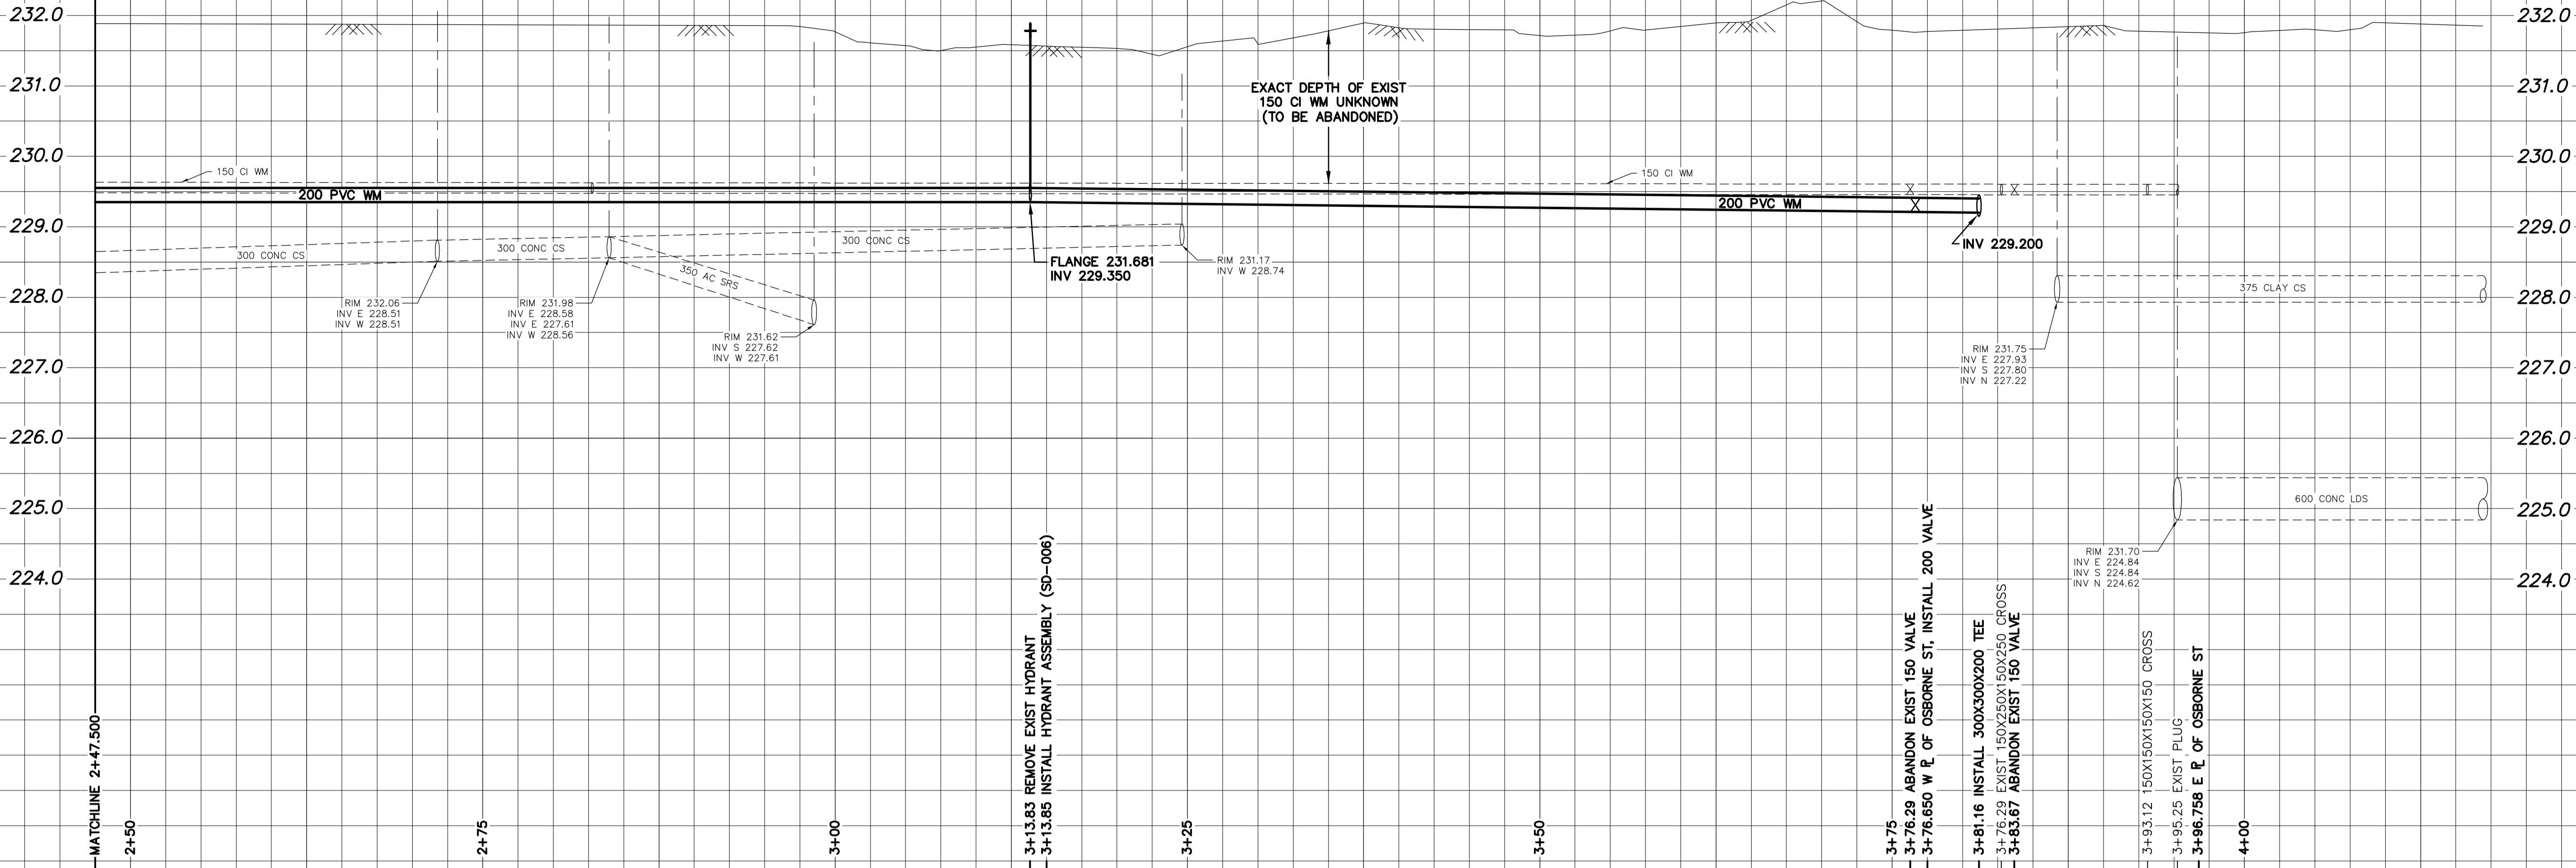 232.0
232.0
231.0
231.0
230.0
230.0
229.0
229.0
228.0
228.0
227.0
227.0
226.0
226.0
225.0
225.0
224.0
224.0
150 CI WM
200 PVC WM
300 CONC CS
300 CONC CS
300 CONC CS
350 AC SRS
RIM 232.06
INV E 228.51
INV W 228.51
RIM 231.98
INV E 228.58
INV E 227.61
INV W 228.56
RIM 231.62
INV S 227.62
INV W 227.61
FLANGE 231.681
INV 229.350
RIM 231.17
INV W 228.74
EXACT DEPTH OF EXIST
150 CI WM UNKNOWN
(TO BE ABANDONED)
150 CI WM
200 PVC WM
INV 229.200
375 CLAY CS
RIM 231.75
INV E 227.93
INV S 227.80
INV N 227.22
600 CONC LDS
RIM 231.70
INV E 224.84
INV S 224.84
INV N 224.62
MATCHLINE 2+47.500
2+50
2+75
3+00
3+13.83 REMOVE EXIST HYDRANT
3+13.85 INSTALL HYDRANT ASSEMBLY (SD-006)
3+25
3+50
3+75
3+76.29 ABANDON EXIST 150 VALVE
3+76.650 W PL OF OSBORNE ST, INSTALL 200 VALVE
3+81.16 INSTALL 300X300X200 TEE
3+76.29 EXIST 150X250X150X250 CROSS
3+83.67 ABANDON EXIST 150 VALVE
3+93.12 150X150X150X150 CROSS
3+95.25 EXIST PLUG
3+96.758 E PL OF OSBORNE ST
4+00